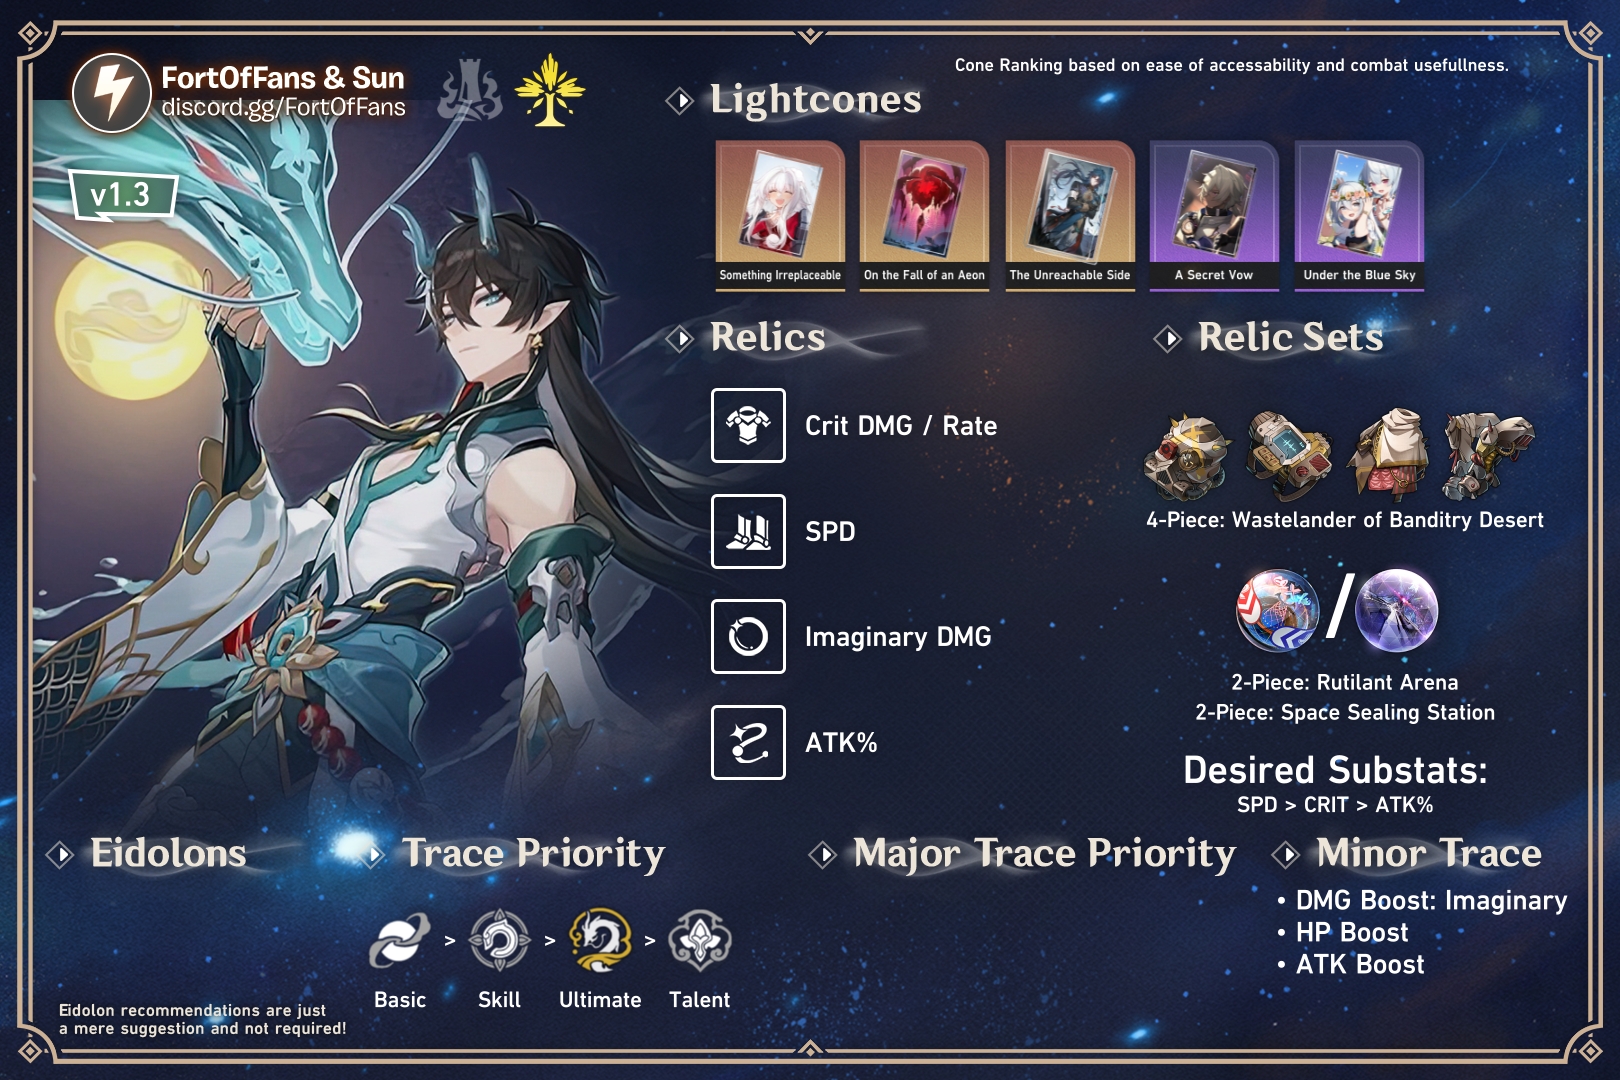 FortOfFans & Sun
discord.gg/FortOfFans
v1.3
Cone Ranking based on ease of accessability and combat usefullness.
Lightcones
Something Irreplaceable
On the Fall of an Aeon
The Unreachable Side
A Secret Vow
Under the Blue Sky
Relics
Crit DMG / Rate
SPD
Imaginary DMG
ATK%
Relic Sets
4-Piece: Wastelander of Banditry Desert
/
2-Piece: Rutilant Arena
2-Piece: Space Sealing Station
Desired Substats:
SPD > CRIT > ATK%
Eidolons
Eidolon recommendations are just
a mere suggestion and not required!
Trace Priority
> > >
Basic Skill Ultimate Talent
Major Trace Priority
Minor Trace
• DMG Boost: Imaginary
• HP Boost
• ATK Boost